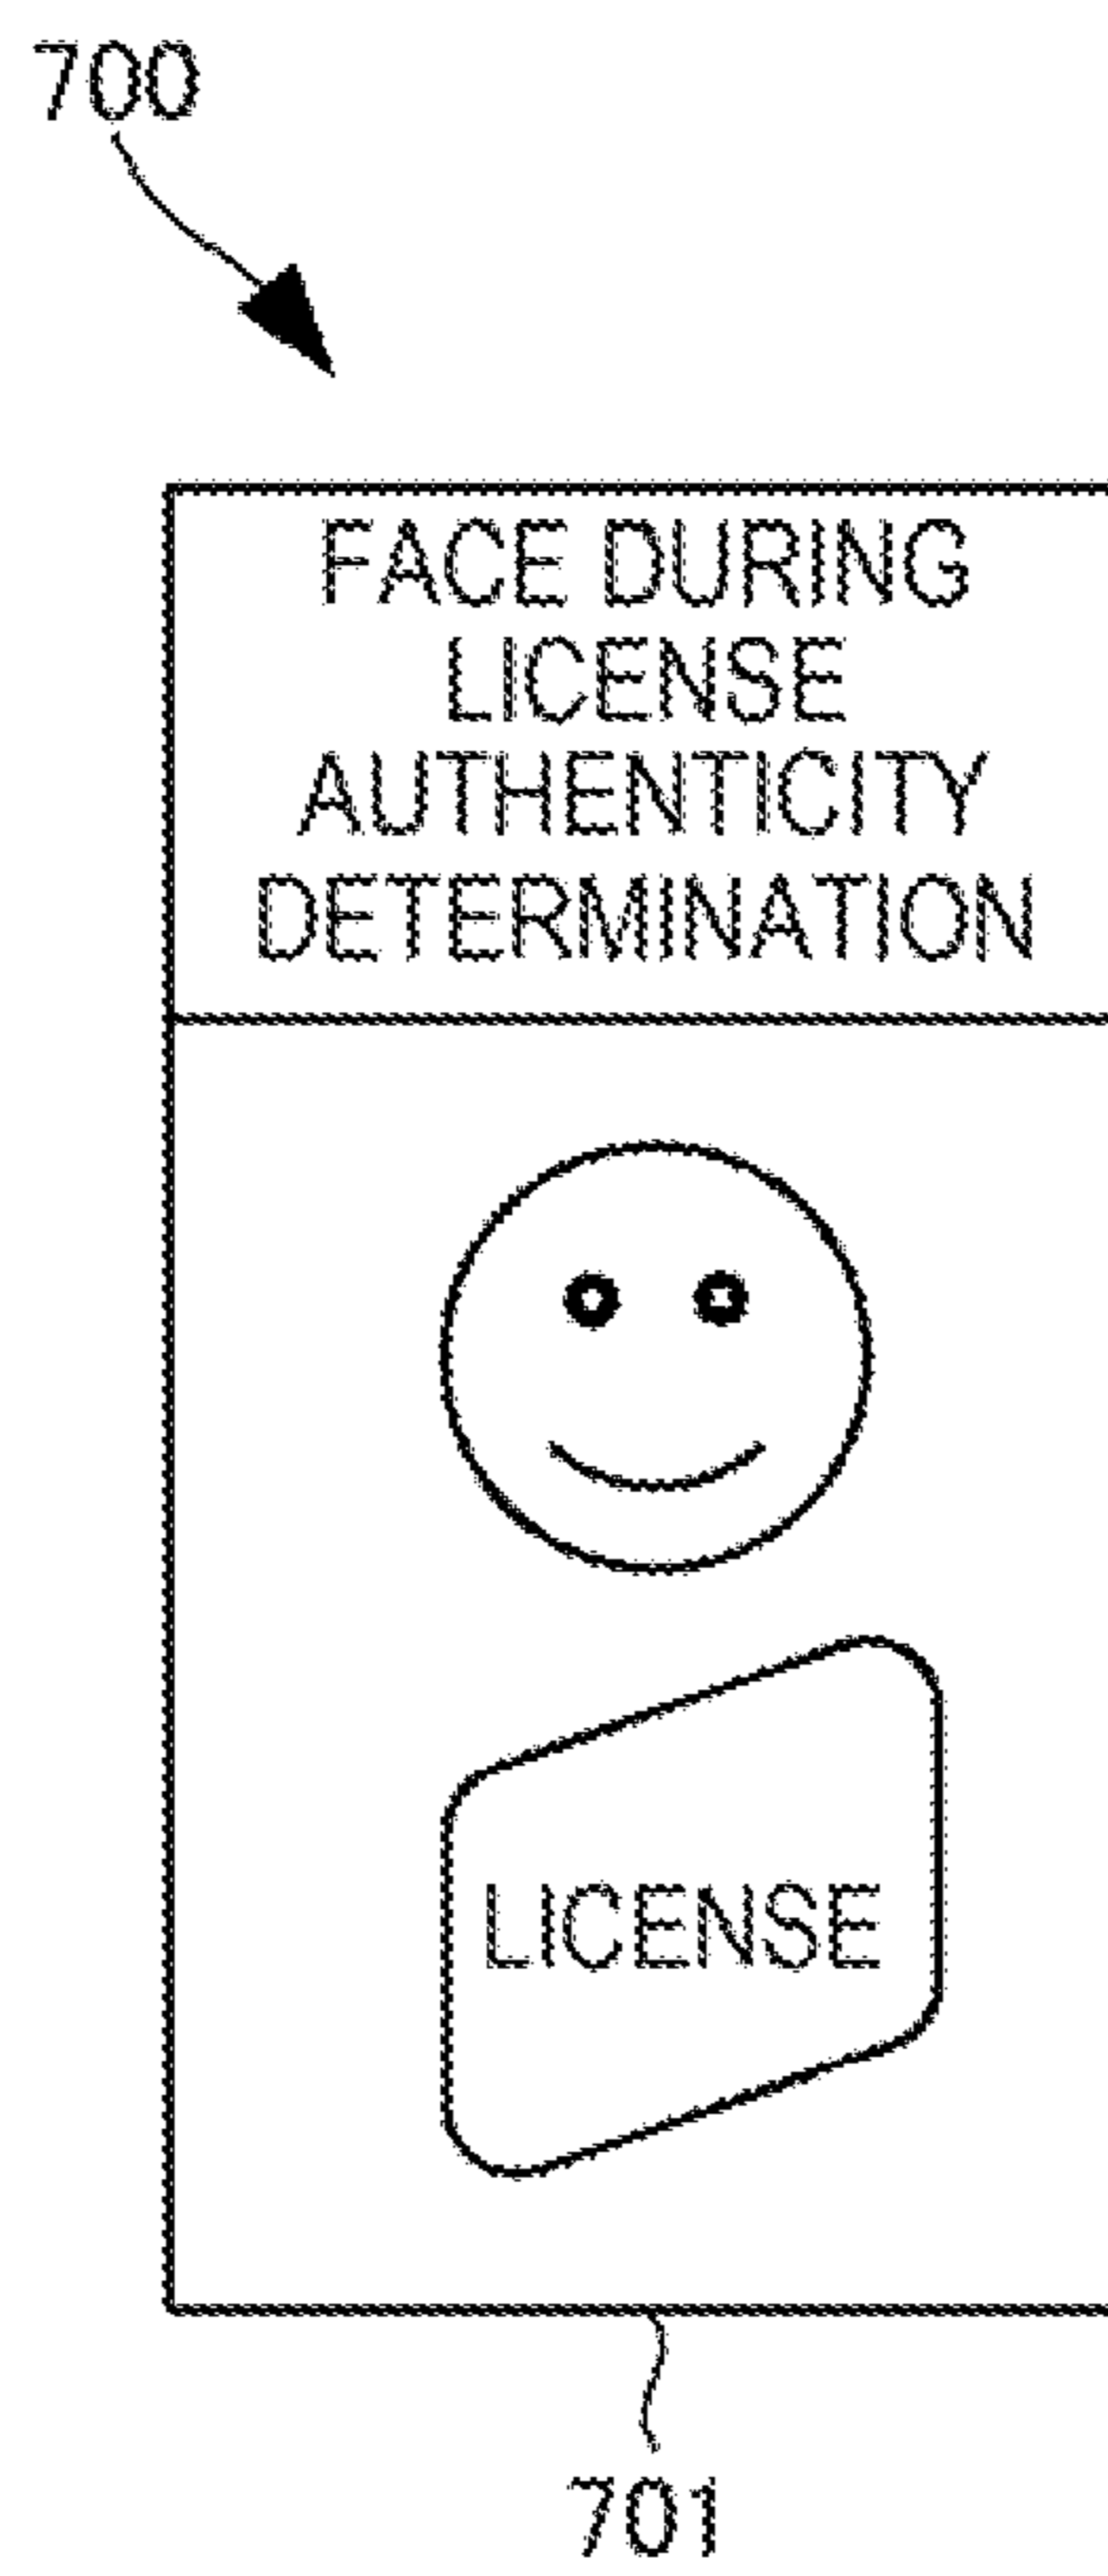 700
FACE DURING
LICENSE
AUTHENTICITY
DETERMINATION
LICENSE
701